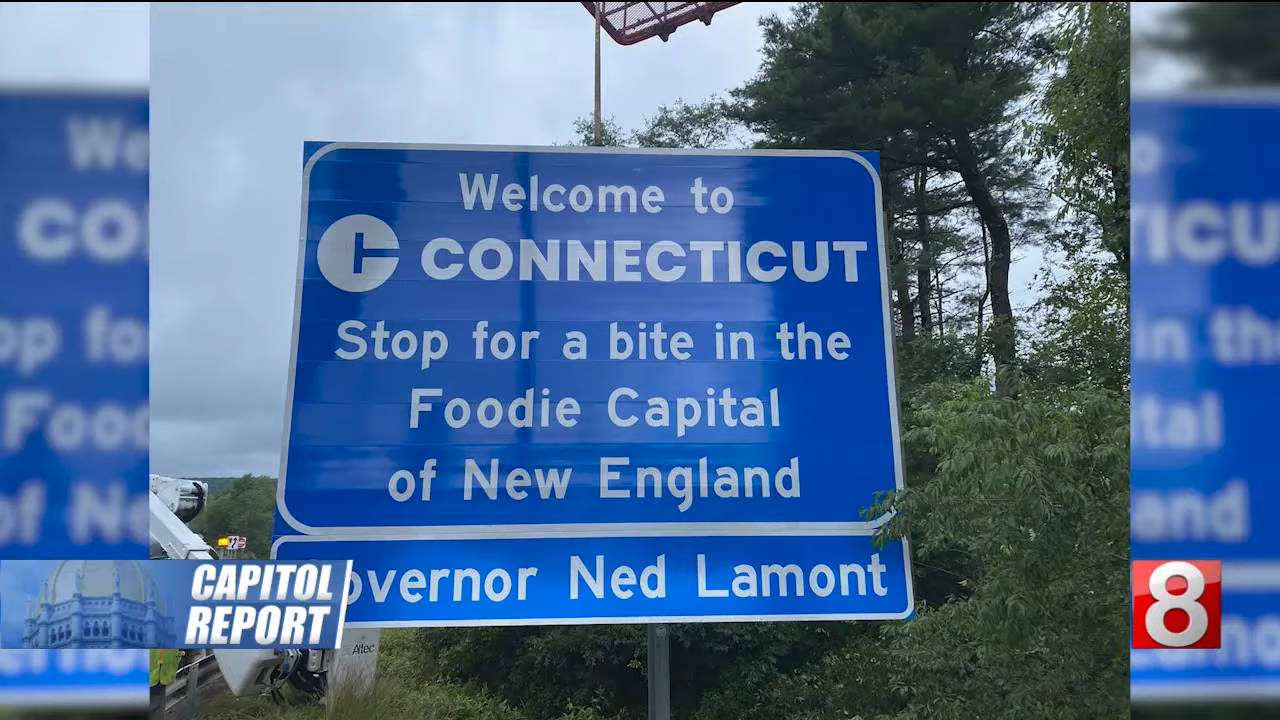 Welcome to
CONNECTICUT
Stop for a bite in the
Foodie Capital
of New England
overnor Ned Lamont
CAPITOL
REPORT
8
Altec